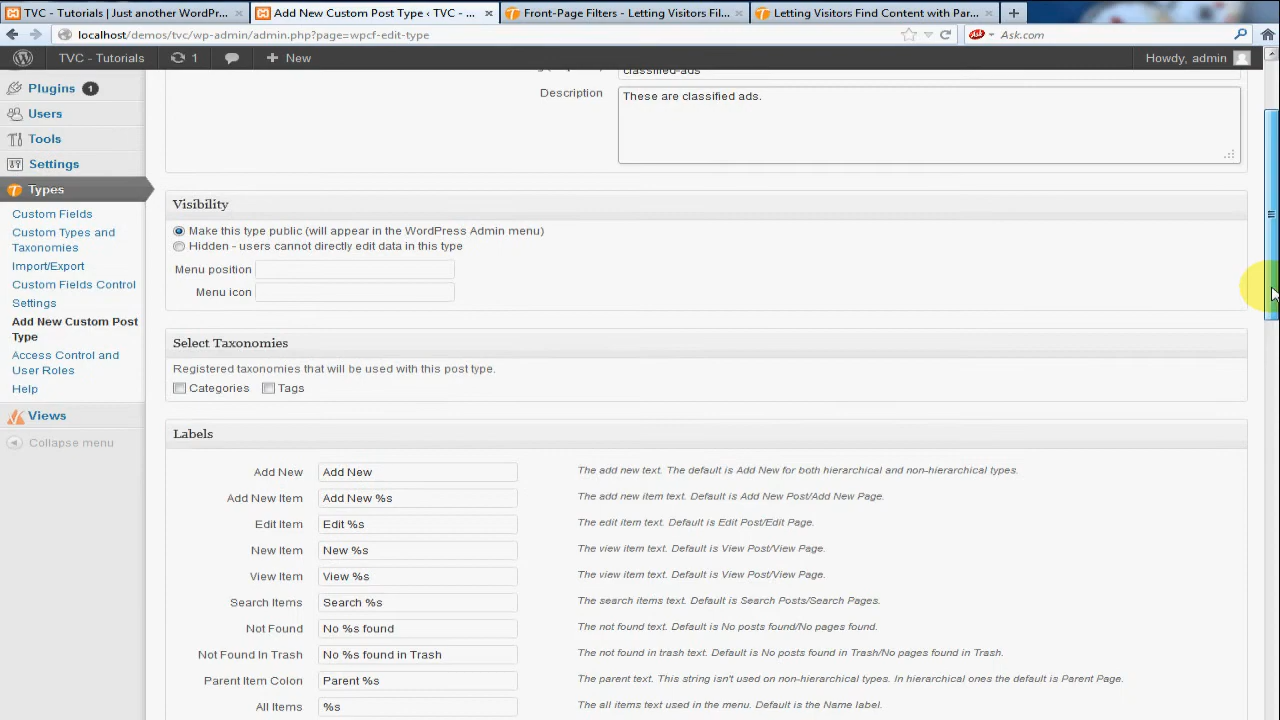 TVC - Tutorials | Just another WordPr...
Add New Custom Post Type ‹ TVC - ...
Front-Page Filters - Letting Visitors Fil...
Letting Visitors Find Content with Par...
localhost/demos/tvc/wp-admin/admin.php?page=wpcf-edit-type
Ask
Ask.com
TVC - Tutorials
1
+ New
Howdy, admin
Plugins 1
Users
Tools
Settings
Types
Custom Fields
Custom Types and
Taxonomies
Import/Export
Custom Fields Control
Settings
Add New Custom Post
Type
Access Control and
User Roles
Help
Views
Collapse menu
classified-ads
Description
These are classified ads.
Visibility
Make this type public (will appear in the WordPress Admin menu)
Hidden - users cannot directly edit data in this type
Menu position
Menu icon
Select Taxonomies
Registered taxonomies that will be used with this post type.
Categories Tags
Labels
Add New Add New The add new text. The default is Add New for both hierarchical and non-hierarchical types.
Add New Item Add New %s The add new item text. Default is Add New Post/Add New Page.
Edit Item Edit %s The edit item text. Default is Edit Post/Edit Page.
New Item New %s The view item text. Default is View Post/View Page.
View Item View %s The view item text. Default is View Post/View Page.
Search Items Search %s The search items text. Default is Search Posts/Search Pages.
Not Found No %s found The not found text. Default is No posts found/No pages found.
Not Found In Trash No %s found in Trash The not found in trash text. Default is No posts found in Trash/No pages found in Trash.
Parent Item Colon Parent %s The parent text. This string isn't used on non-hierarchical types. In hierarchical ones the default is Parent Page.
All Items %s The all items text used in the menu. Default is the Name label.